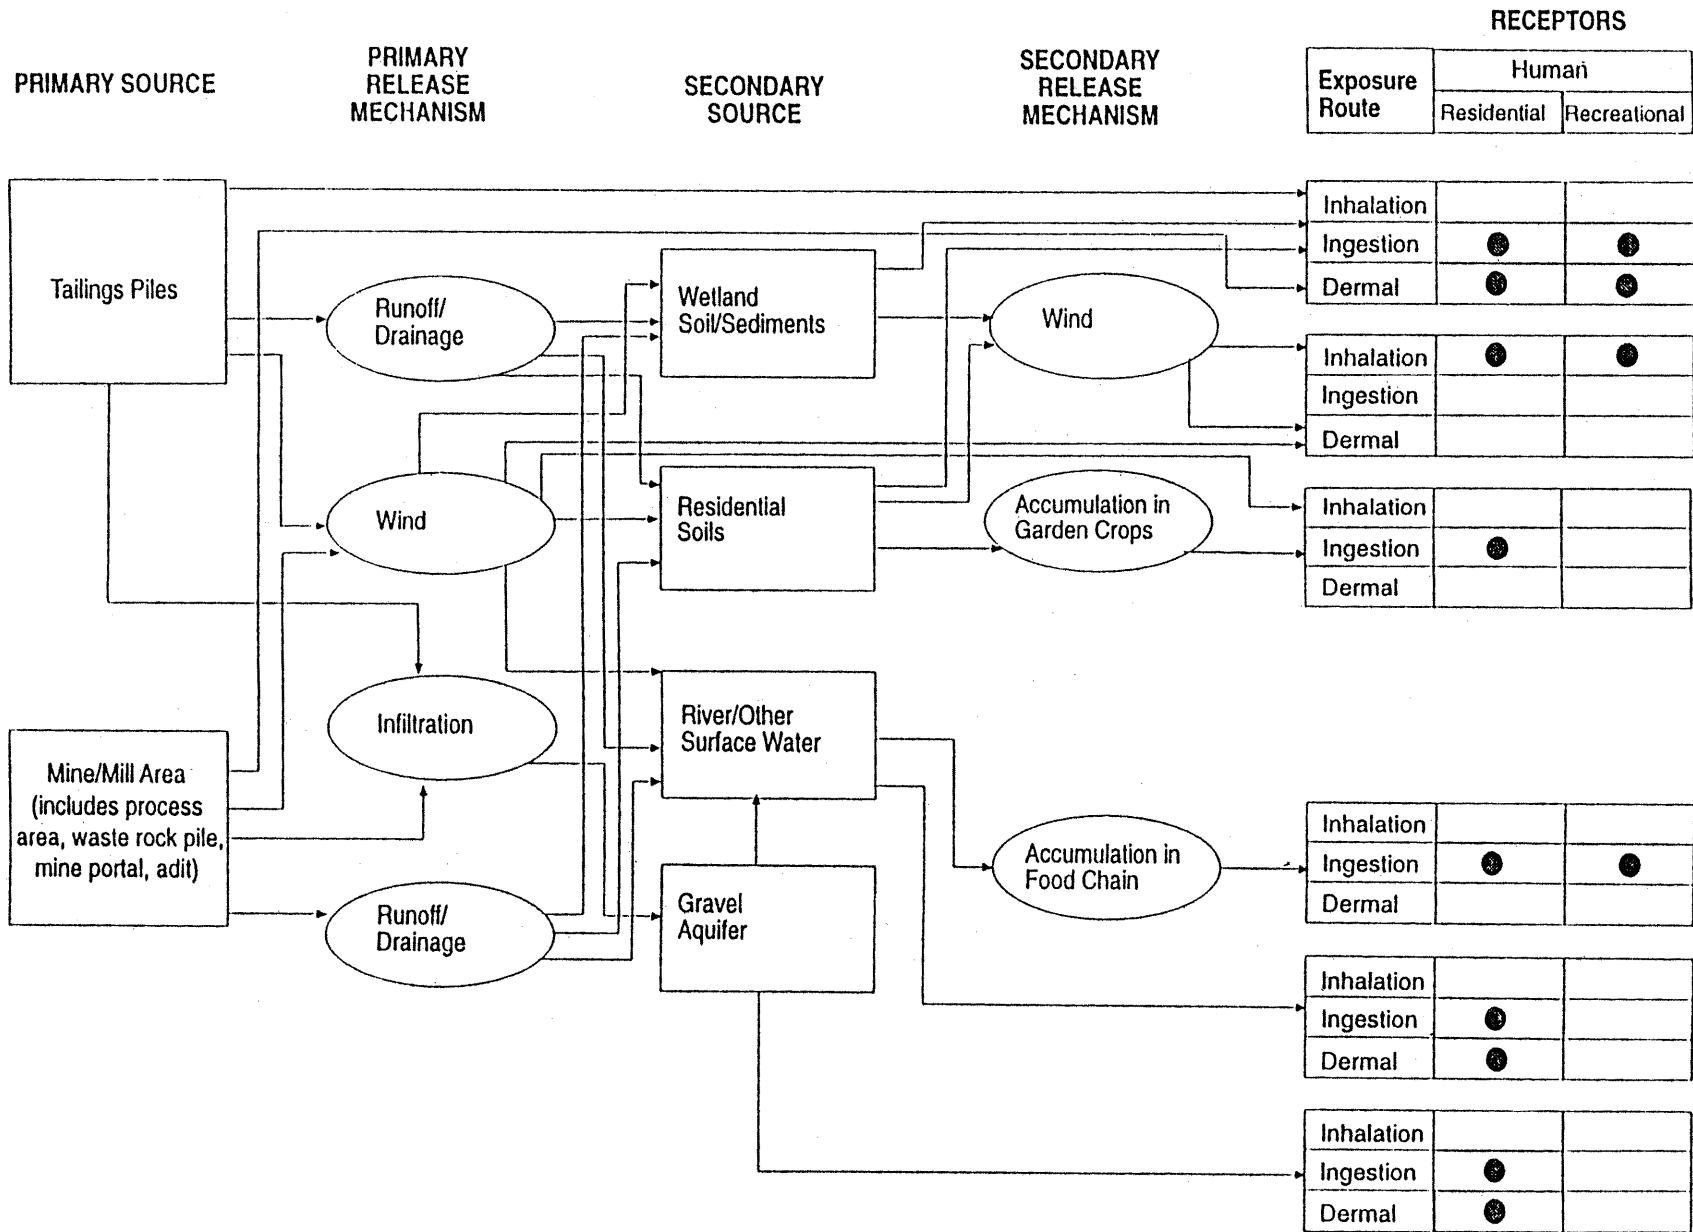 RECEPTORS
PRIMARY SOURCE
PRIMARY
RELEASE
MECHANISM
SECONDARY
SOURCE
SECONDARY
RELEASE
MECHANISM
Exposure
Route
Human
Residential
Recreational
Tailings Piles
Mine/Mill Area
(includes process
area, waste rock pile,
mine portal, adit)
Runoff/
Drainage
Wind
Infiltration
Runoff/
Drainage
Wetland
Soil/Sediments
Residential
Soils
River/Other
Surface Water
Gravel
Aquifer
Wind
Accumulation in
Garden Crops
Accumulation in
Food Chain
Inhalation
Ingestion
Dermal
Inhalation
Ingestion
Dermal
Inhalation
Ingestion
Dermal
Inhalation
Ingestion
Dermal
Inhalation
Ingestion
Dermal
Inhalation
Ingestion
Dermal